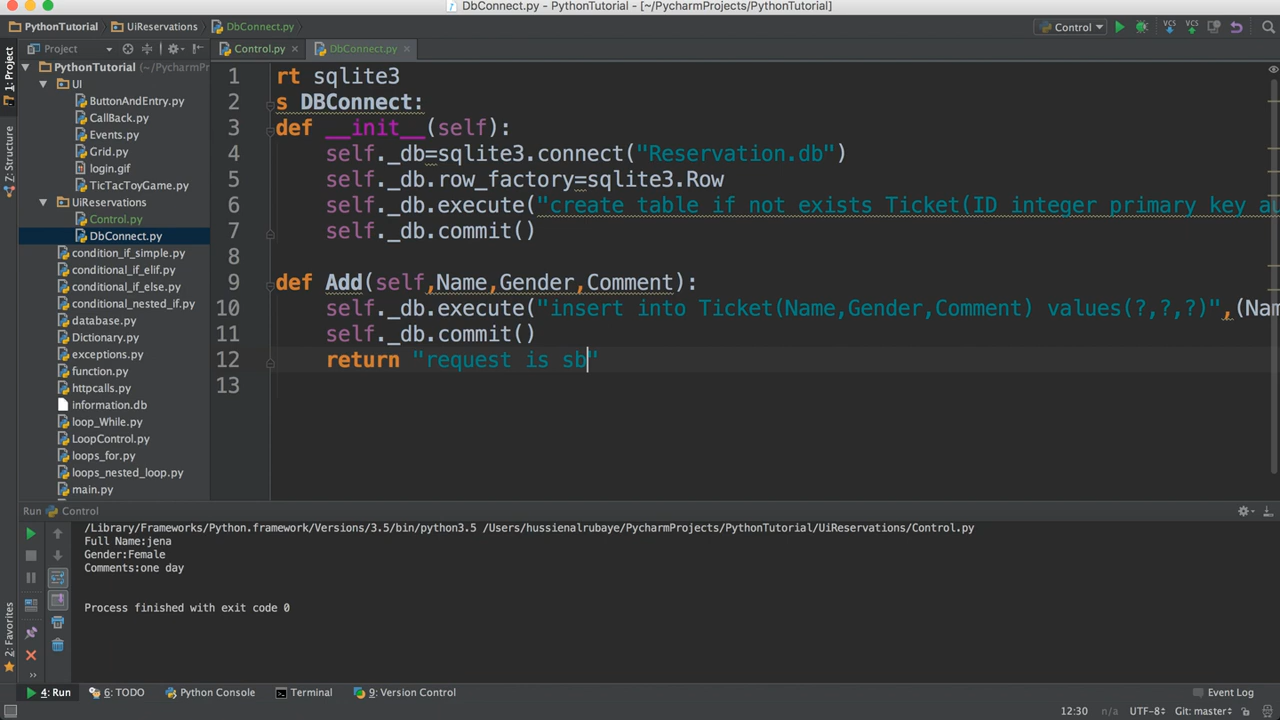 DbConnect.py - PythonTutorial - [~/PycharmProjects/PythonTutorial]
PythonTutorial UiReservations DbConnect.py Control
Project Control.py DbConnect.py
1: Project
7: Structure
2: Favorites
PythonTutorial (~/PycharmPr
UI
ButtonAndEntry.py
CallBack.py
Events.py
Grid.py
login.gif
TicTacToyGame.py
UiReservations
Control.py
DbConnect.py
condition_if_simple.py
conditional_if_elif.py
conditional_if_else.py
conditional_nested_if.py
database.py
Dictionary.py
exceptions.py
function.py
httpcalls.py
information.db
loop_While.py
LoopControl.py
loops_for.py
loops_nested_loop.py
main.py
1 rt sqlite3
2 s DBConnect:
3 def __init__(self):
4 self._db=sqlite3.connect("Reservation.db")
5 self._db.row_factory=sqlite3.Row
6 self._db.execute("create table if not exists Ticket(ID integer primary key au
7 self._db.commit()
8
9 def Add(self,Name,Gender,Comment):
10 self._db.execute("insert into Ticket(Name,Gender,Comment) values(?,?,?)",(Nam
11 self._db.commit()
12 return "request is sb"
13
Run Control
/Library/Frameworks/Python.framework/Versions/3.5/bin/python3.5 /Users/hussienalrubaye/PycharmProjects/PythonTutorial/UiReservations/Control.py
Full Name:jena
Gender:Female
Comments:one day
Process finished with exit code 0
4: Run 6: TODO Python Console Terminal 9: Version Control Event Log
12:30 n/a UTF-8 Git: master